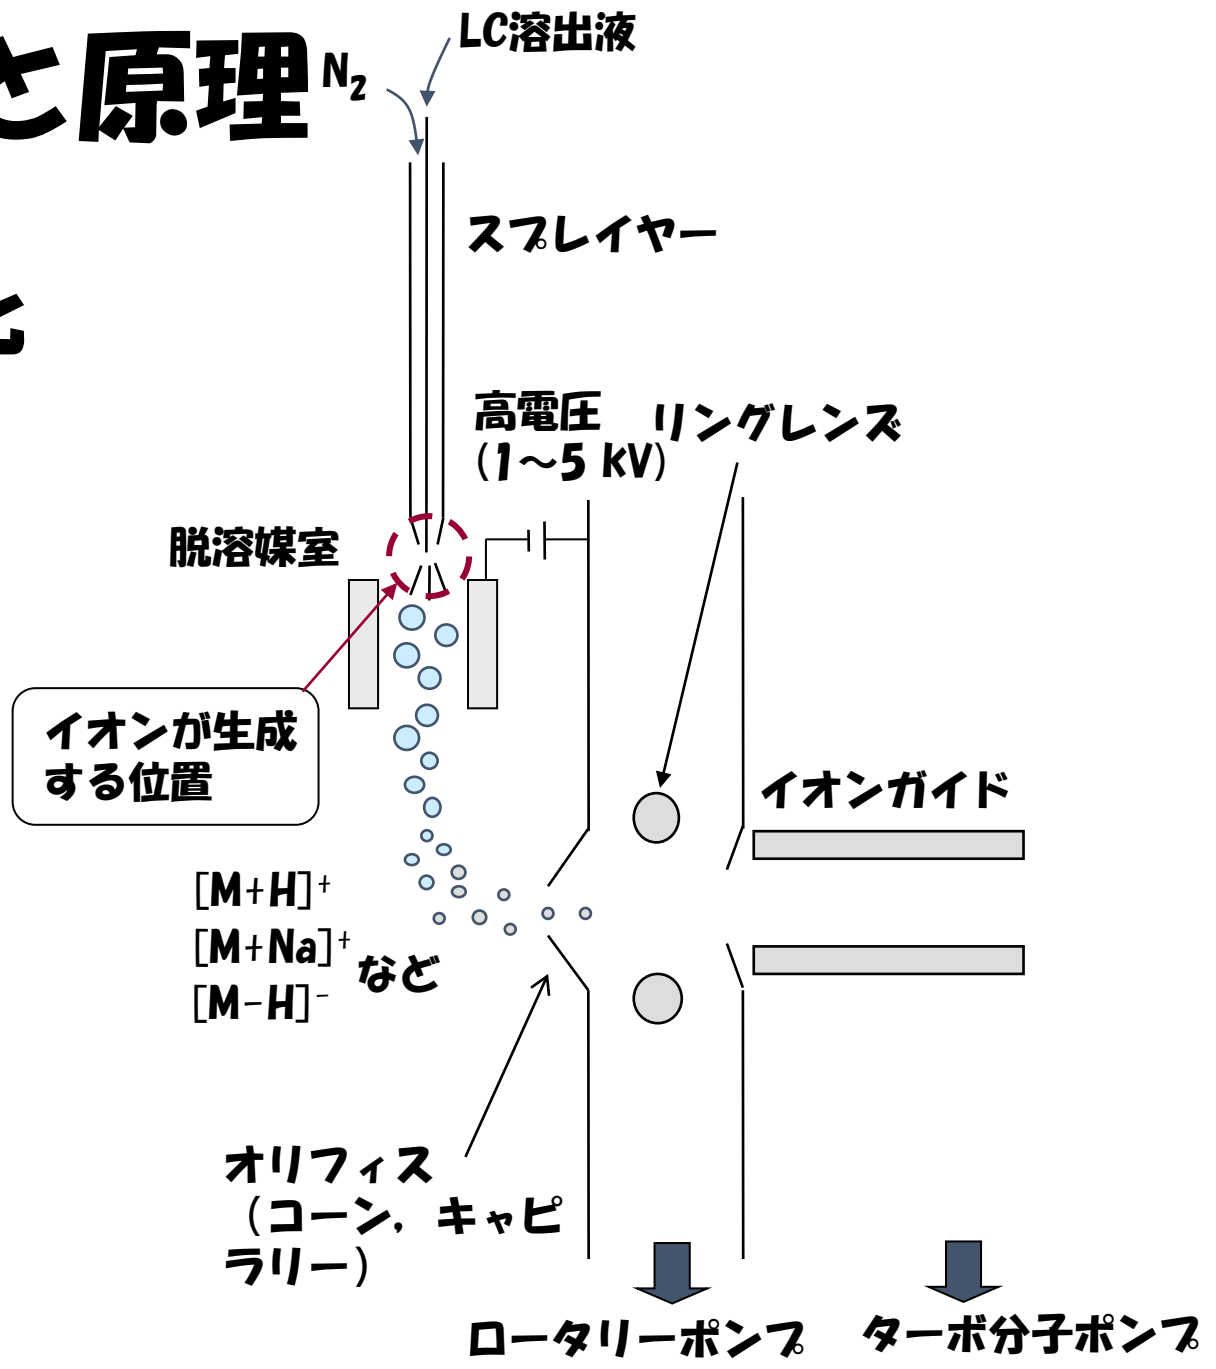 と原理
N₂
LC溶出液
スプレイヤー
化
高電圧
(1～5 kV)
リングレンズ
脱溶媒室
イオンが生成
する位置
イオンガイド
[M+H]⁺
[M+Na]⁺
[M-H]⁻
など
オリフィス
（コーン，キャピ
ラリー）
ロータリーポンプ
ターボ分子ポンプ